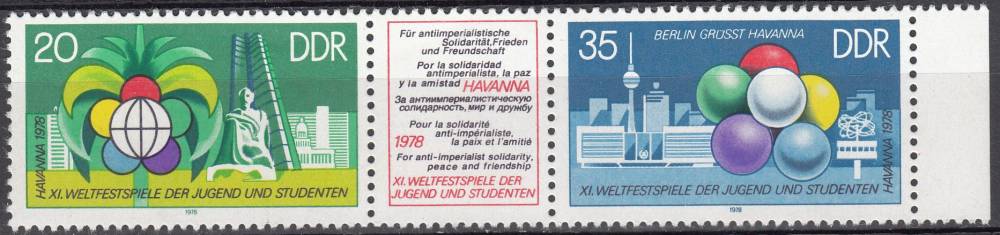 20 DDR
HAVANNA 1978
XI. WELTFESTSPIELE DER JUGEND UND STUDENTEN
1978
Für antiimperialistische
Solidarität, Frieden
und Freundschaft
Por la solidaridad
antimperialista, la paz
y la amistad HAVANNA
За антиимпериалистическую
солидарность, мир и дружбу
1978 Pour la solidarité
anti-impérialiste,
la paix et l'amitié
For anti-imperialist solidarity,
peace and friendship
XI. WELTFESTSPIELE DER
JUGEND UND STUDENTEN
BERLIN GRÜSST HAVANNA
35 DDR
XI. WELTFESTSPIELE DER JUGEND UND STUDENTEN
HAVANNA 1978
1978